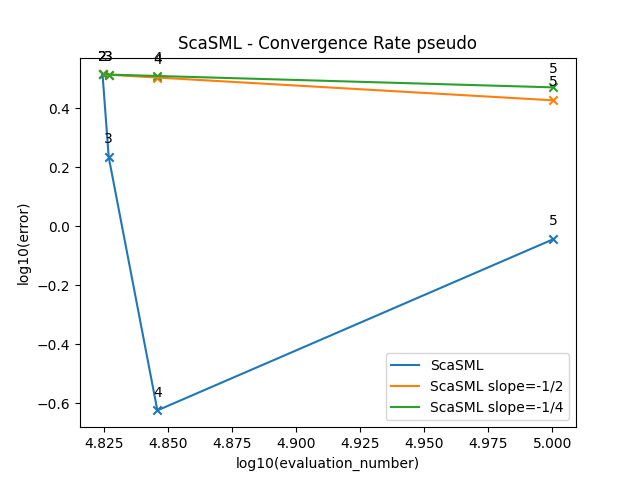 ScaSML - Convergence Rate pseudo
2 2 3
4
4
5
5
3
5
4
0.4
0.2
0.0
−0.2
−0.4
−0.6
log10(error)
ScaSML
ScaSML slope=-1/2
ScaSML slope=-1/4
4.825 4.850 4.875 4.900 4.925 4.950 4.975 5.000
log10(evaluation_number)